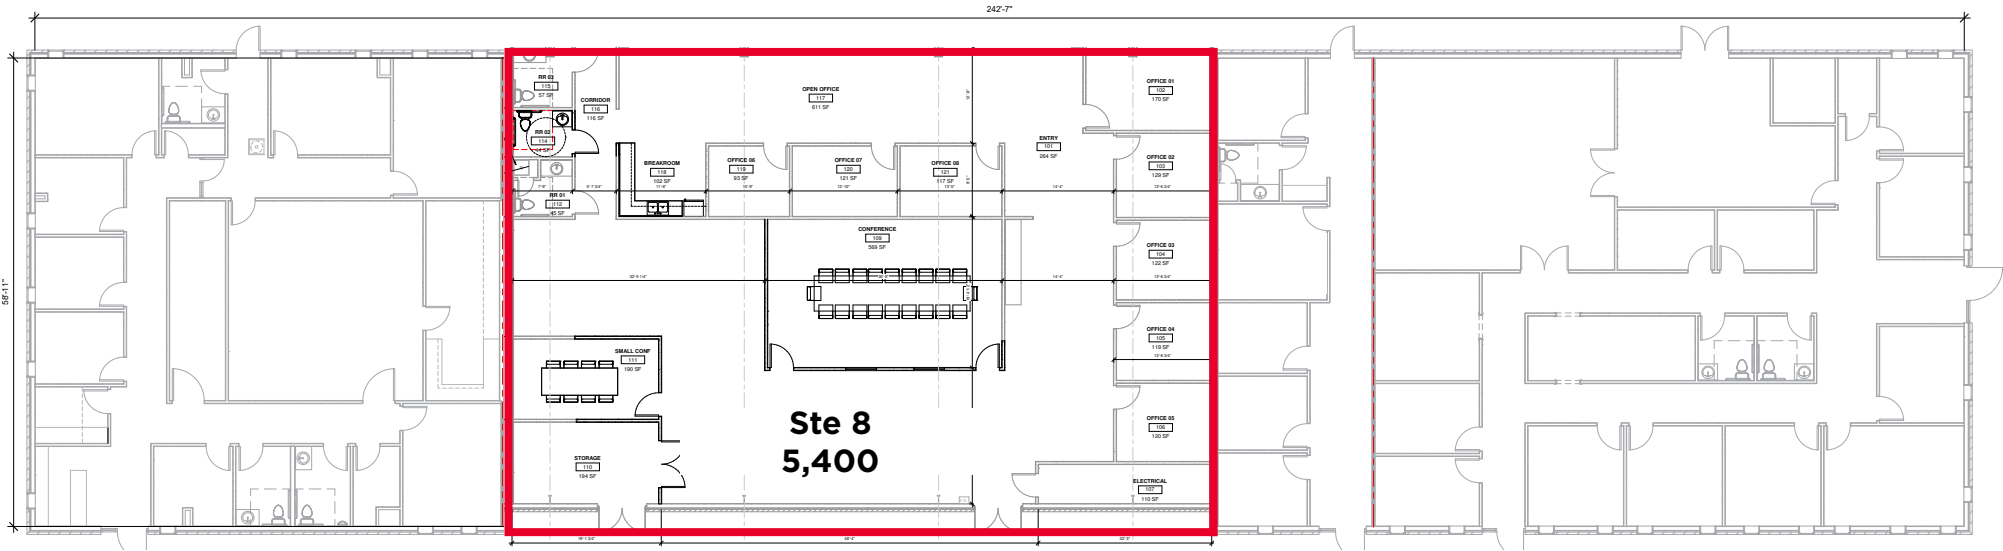 242'-7"
58'-11"
RR 03
115
57 SF
CORRIDOR
116
116 SF
OPEN OFFICE
117
611 SF
OFFICE 01
102
170 SF
RR 02
114
44 SF
ENTRY
101
264 SF
BREAKROOM
118
102 SF
OFFICE 06
119
93 SF
OFFICE 07
120
121 SF
OFFICE 08
121
117 SF
OFFICE 02
103
129 SF
RR 01
112
45 SF
CONFERENCE
109
569 SF
OFFICE 03
104
122 SF
OFFICE 04
105
119 SF
SMALL CONF
111
190 SF
OFFICE 05
106
120 SF
Ste 8
5,400
STORAGE
110
194 SF
ELECTRICAL
107
110 SF